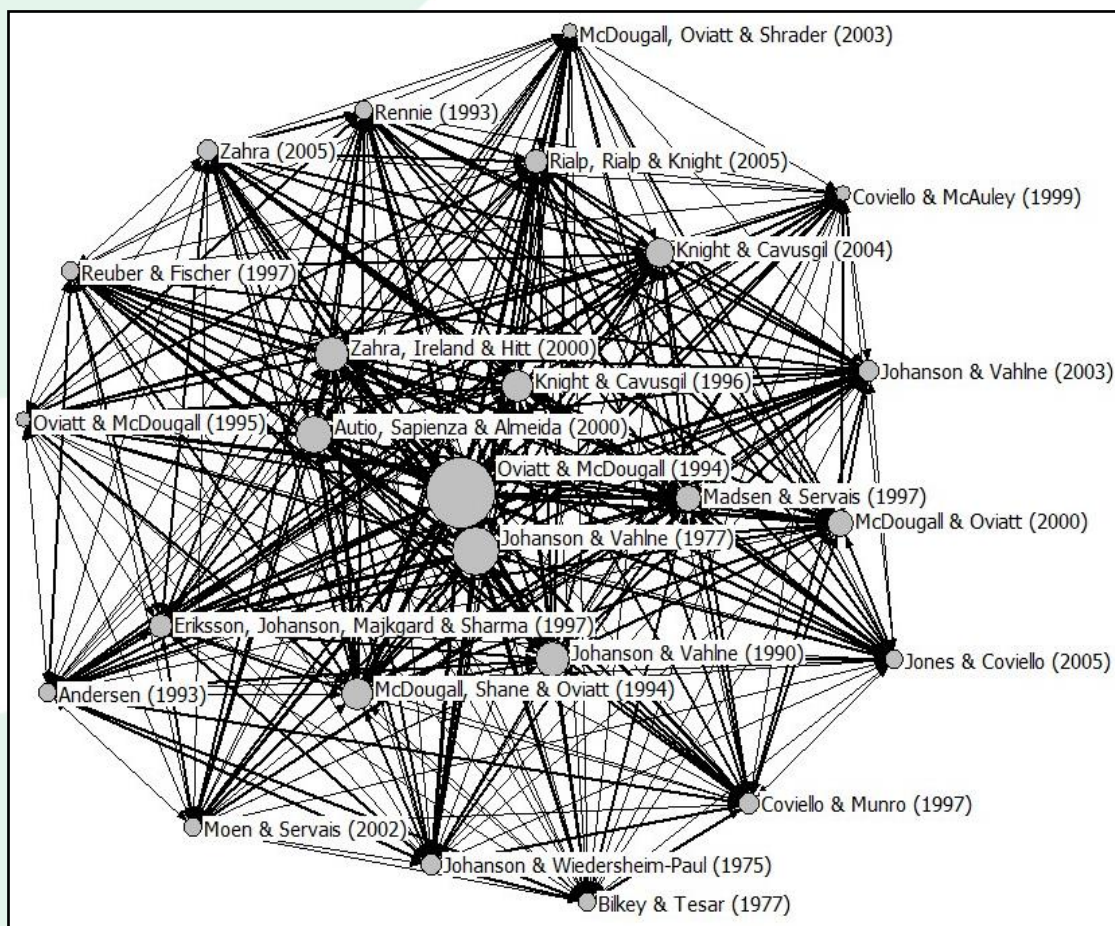 McDougall, Oviatt & Shrader (2003)
Rennie (1993)
Zahra (2005)
Rialp, Rialp & Knight (2005)
Coviello & McAuley (1999)
Knight & Cavusgil (2004)
Reuber & Fischer (1997)
Zahra, Ireland & Hitt (2000)
Johanson & Vahlne (2003)
Knight & Cavusgil (1996)
Oviatt & McDougall (1995)
Autio, Sapienza & Almeida (2000)
Oviatt & McDougall (1994)
Madsen & Servais (1997)
McDougall & Oviatt (2000)
Johanson & Vahlne (1977)
Eriksson, Johanson, Majkgard & Sharma (1997)
Johanson & Vahlne (1990)
Jones & Coviello (2005)
Andersen (1993)
McDougall, Shane & Oviatt (1994)
Coviello & Munro (1997)
Moen & Servais (2002)
Johanson & Wiedersheim-Paul (1975)
Bilkey & Tesar (1977)